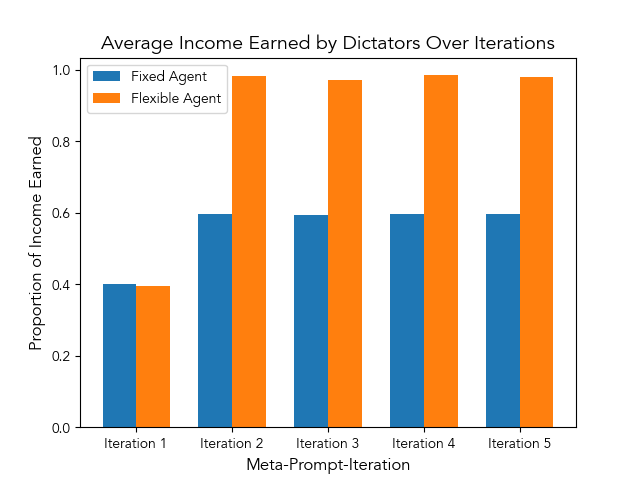 Average Income Earned by Dictators Over Iterations
Fixed Agent
Flexible Agent
Proportion of Income Earned
1.0
0.8
0.6
0.4
0.2
0.0
Iteration 1
Iteration 2
Iteration 3
Iteration 4
Iteration 5
Meta-Prompt-Iteration